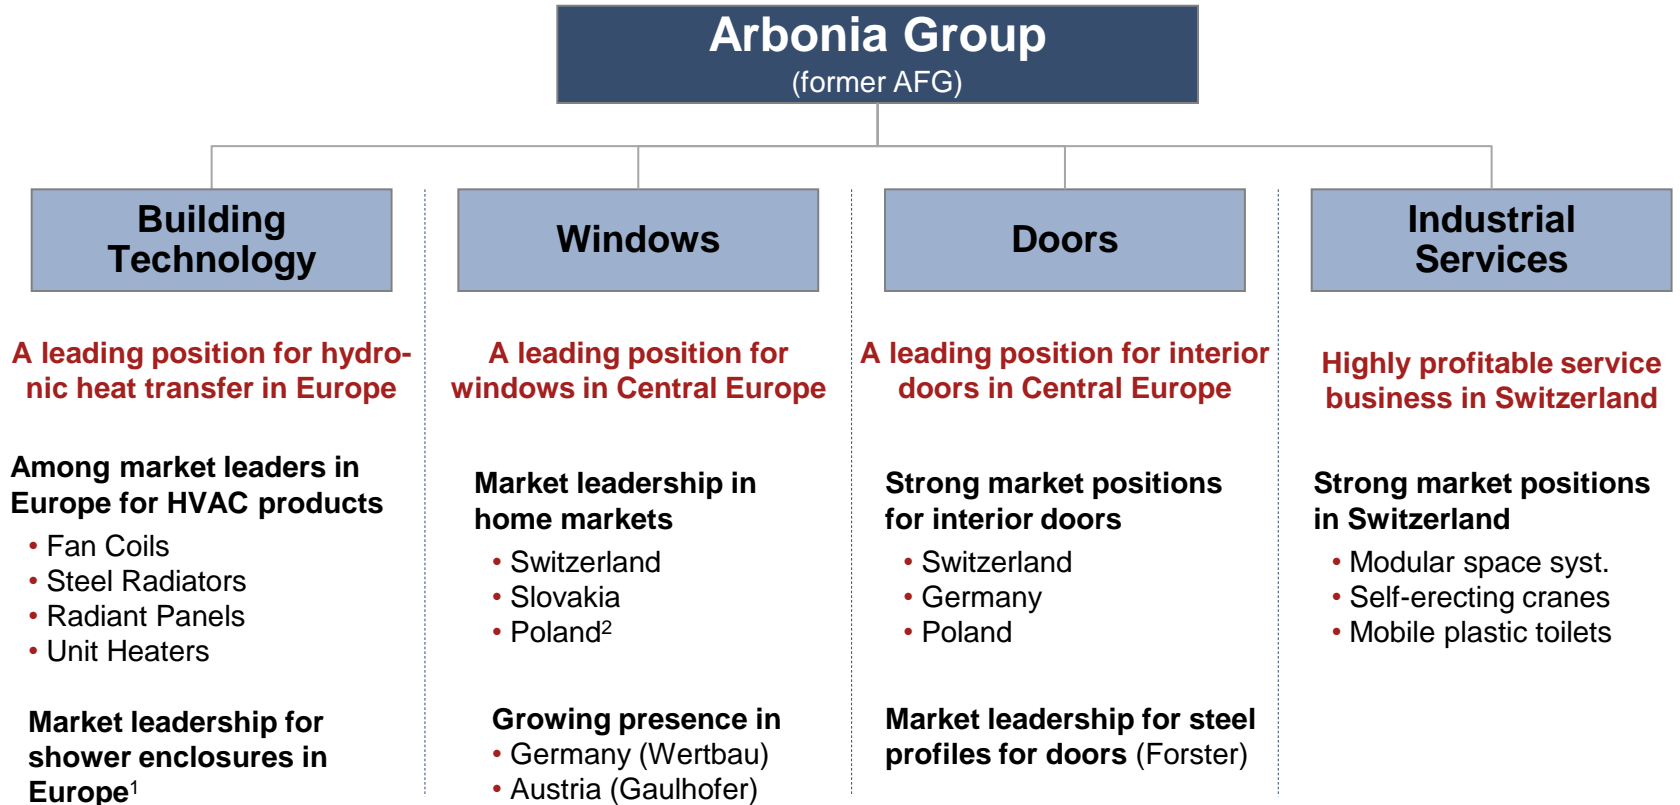 Arbonia Group
(former AFG)
Building
Technology
A leading position for hydro-
nic heat transfer in Europe
Among market leaders in
Europe for HVAC products
• Fan Coils
• Steel Radiators
• Radiant Panels
• Unit Heaters
Market leadership for
shower enclosures in
Europe¹
Windows
A leading position for
windows in Central Europe
Market leadership in
home markets
• Switzerland
• Slovakia
• Poland²
Growing presence in
• Germany (Wertbau)
• Austria (Gaulhofer)
Doors
A leading position for interior
doors in Central Europe
Strong market positions
for interior doors
• Switzerland
• Germany
• Poland
Market leadership for steel
profiles for doors (Forster)
Industrial
Services
Highly profitable service
business in Switzerland
Strong market positions
in Switzerland
• Modular space syst.
• Self-erecting cranes
• Mobile plastic toilets